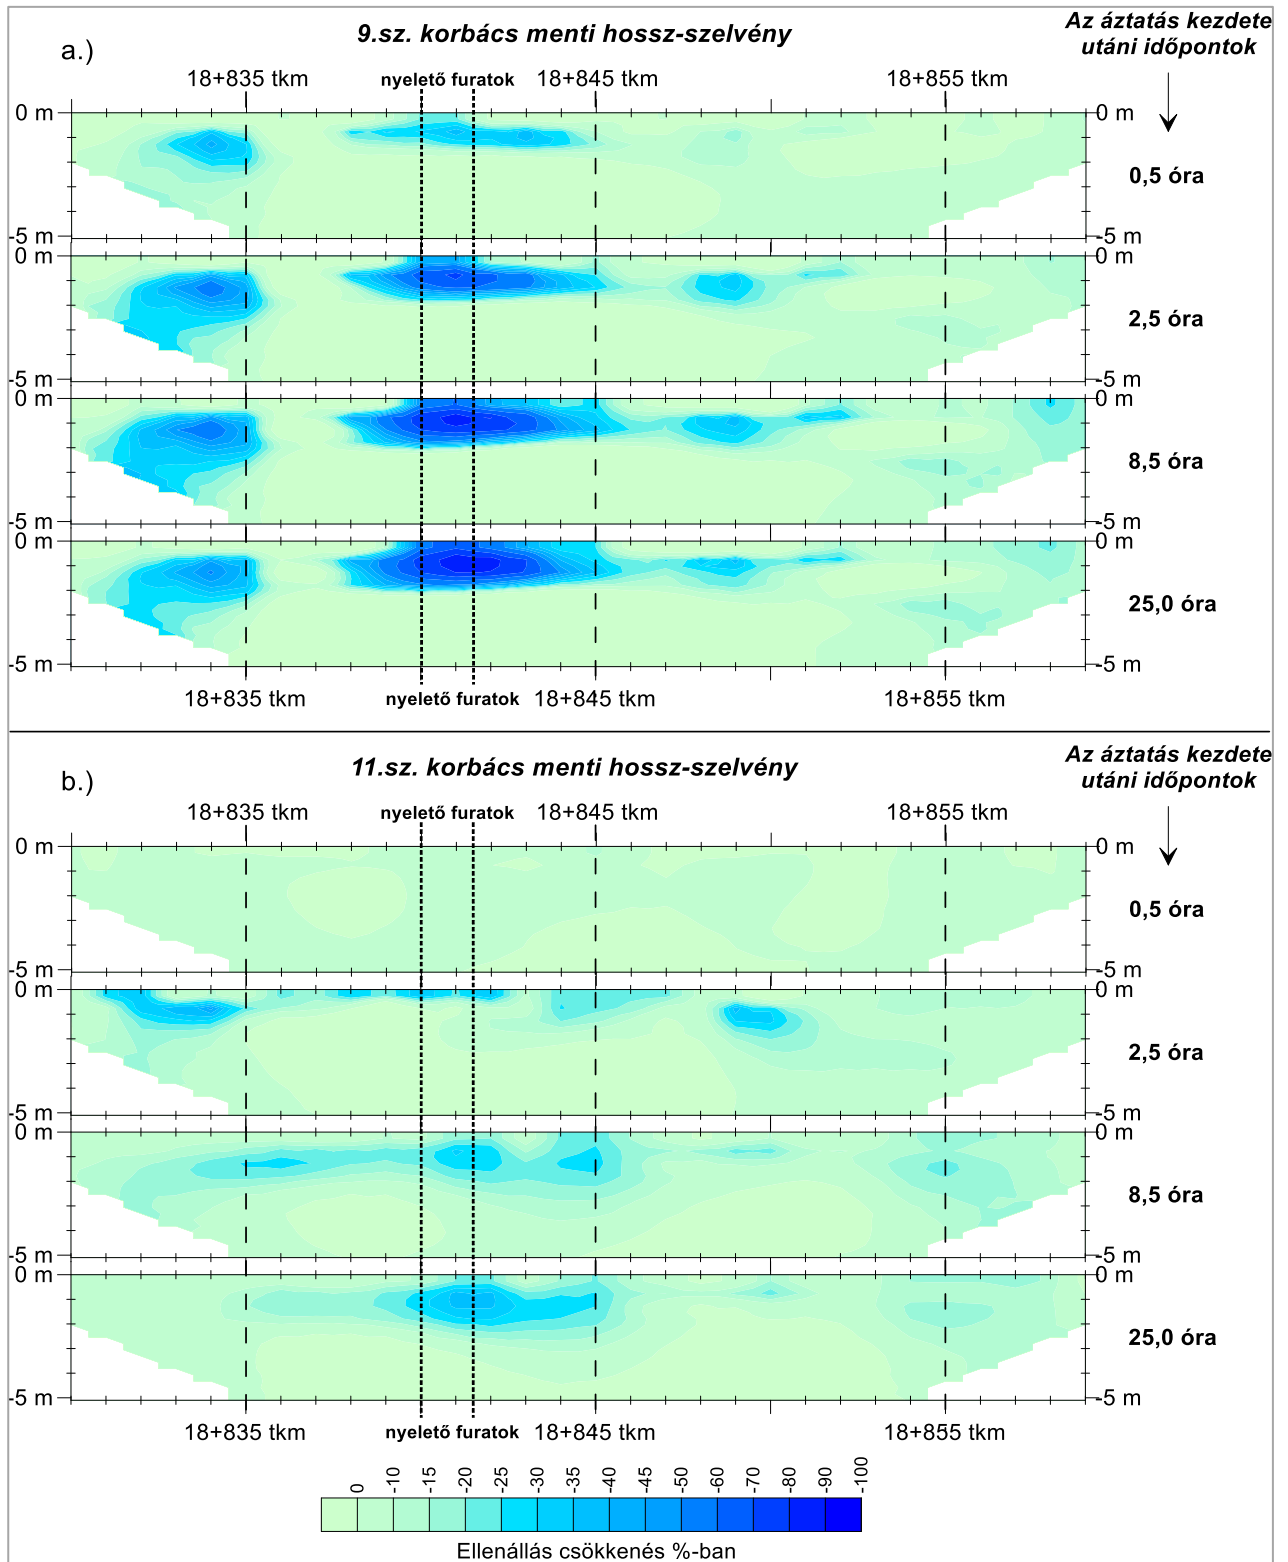 a.)
9.sz. korbács menti hossz-szelvény
Az áztatás kezdete
utáni időpontok
18+835 tkm
nyelető furatok
18+845 tkm
18+855 tkm
0 m
0 m
0,5 óra
-5 m
-5 m
0 m
0 m
2,5 óra
-5 m
-5 m
0 m
0 m
8,5 óra
-5 m
-5 m
0 m
0 m
25,0 óra
-5 m
-5 m
18+835 tkm
nyelető furatok
18+845 tkm
18+855 tkm
b.)
11.sz. korbács menti hossz-szelvény
Az áztatás kezdete
utáni időpontok
18+835 tkm
nyelető furatok
18+845 tkm
18+855 tkm
0 m
0 m
0,5 óra
-5 m
-5 m
0 m
0 m
2,5 óra
-5 m
-5 m
0 m
0 m
8,5 óra
-5 m
-5 m
0 m
0 m
25,0 óra
-5 m
-5 m
18+835 tkm
nyelető furatok
18+845 tkm
18+855 tkm
0 -10 -15 -20 -25 -30 -35 -40 -45 -50 -60 -70 -80 -90 -100
Ellenállás csökkenés %-ban